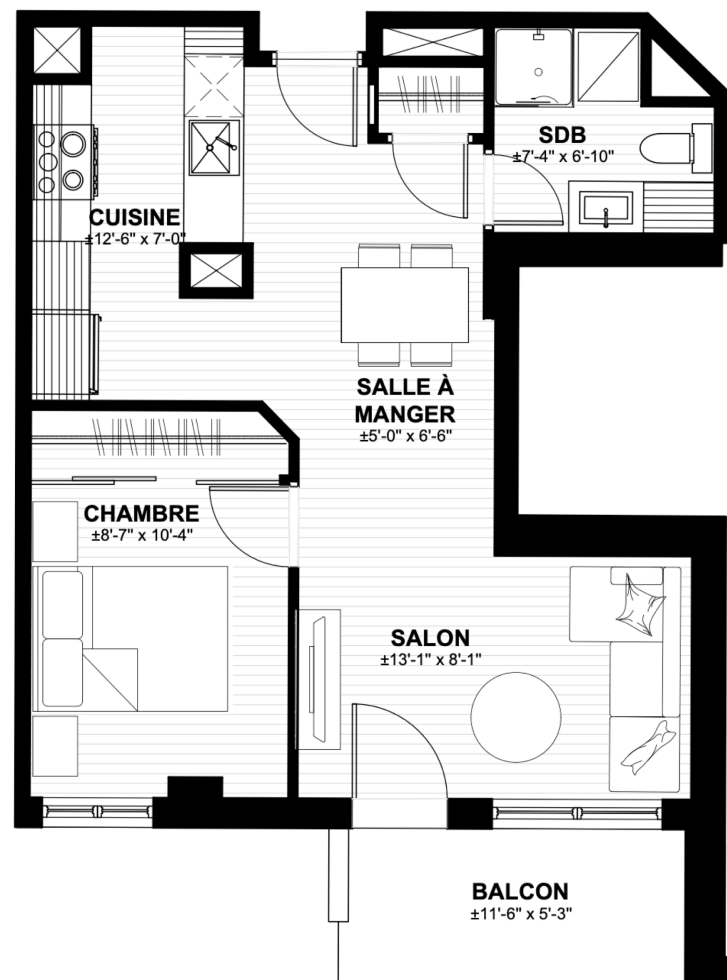 SDB
±7'-4" x 6'-10"
CUISINE
±12'-6" x 7'-0"
SALLE À
MANGER
±5'-0" x 6'-6"
CHAMBRE
±8'-7" x 10'-4"
SALON
±13'-1" x 8'-1"
BALCON
±11'-6" x 5'-3"